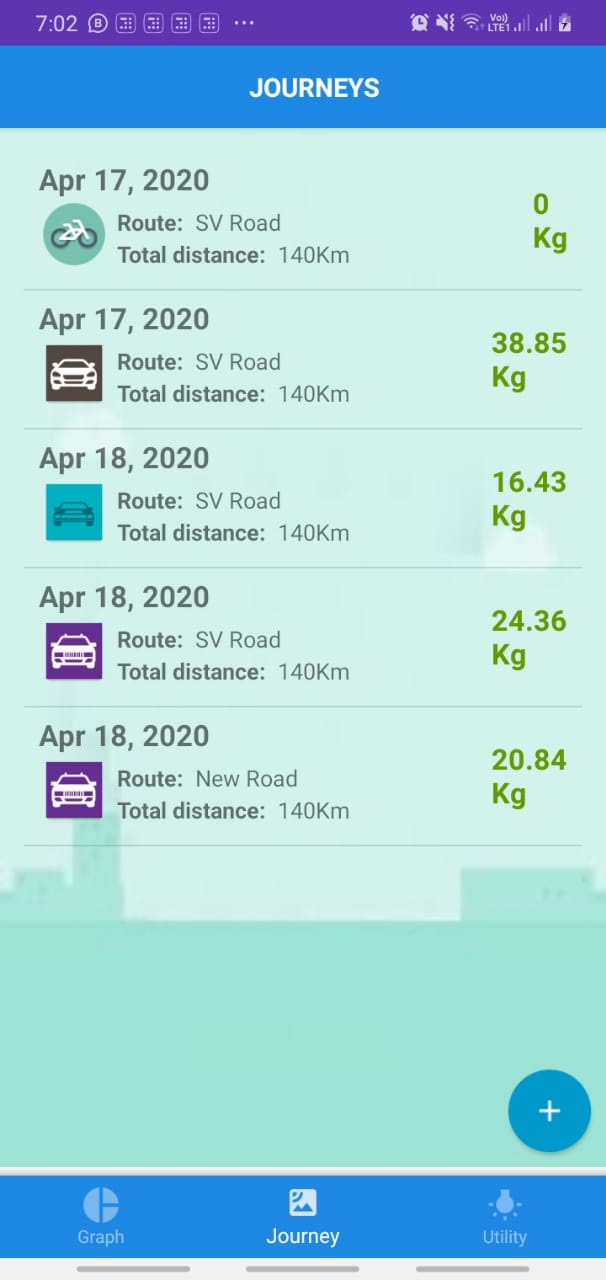 7:02
Vo))
LTE1
JOURNEYS
Apr 17, 2020
Route: SV Road
Total distance: 140Km
0
Kg
Apr 17, 2020
Route: SV Road
Total distance: 140Km
38.85
Kg
Apr 18, 2020
Route: SV Road
Total distance: 140Km
16.43
Kg
Apr 18, 2020
Route: SV Road
Total distance: 140Km
24.36
Kg
Apr 18, 2020
Route: New Road
Total distance: 140Km
20.84
Kg
+
Graph
Journey
Utility